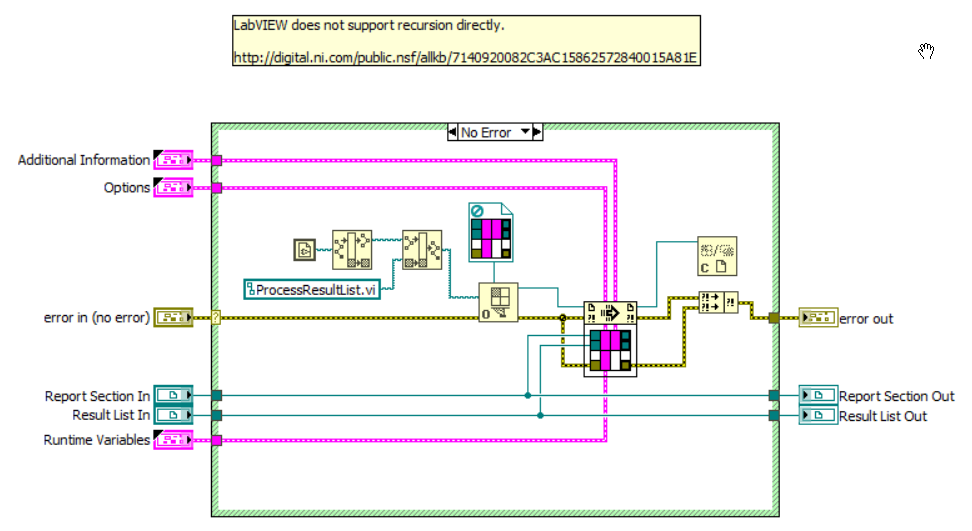 LabVIEW does not support recursion directly.
http://digital.ni.com/public.nsf/allkb/7140920082C3AC15862572840015A81E
No Error
Additional Information
Options
ProcessResultList.vi
error in (no error)
error out
Report Section In
Report Section Out
Result List In
Result List Out
Runtime Variables